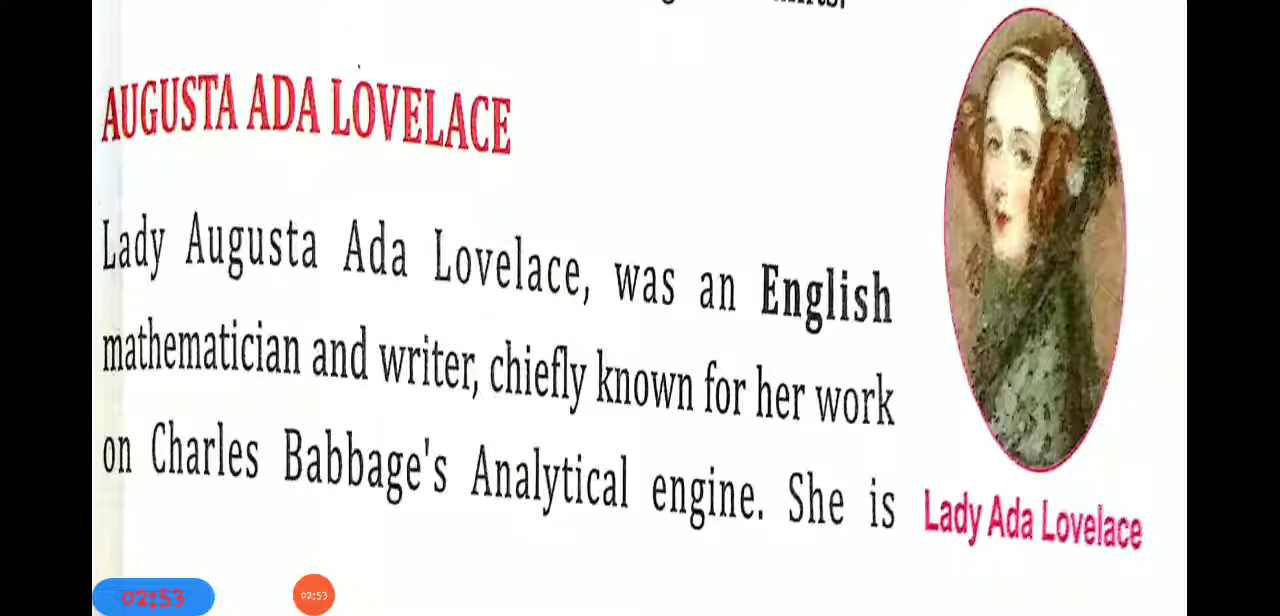 AUGUSTA ADA LOVELACE
Lady Augusta Ada Lovelace, was an English
mathematician and writer, chiefly known for her work
on Charles Babbage's Analytical engine. She is
Lady Ada Lovelace
02:53
02:53